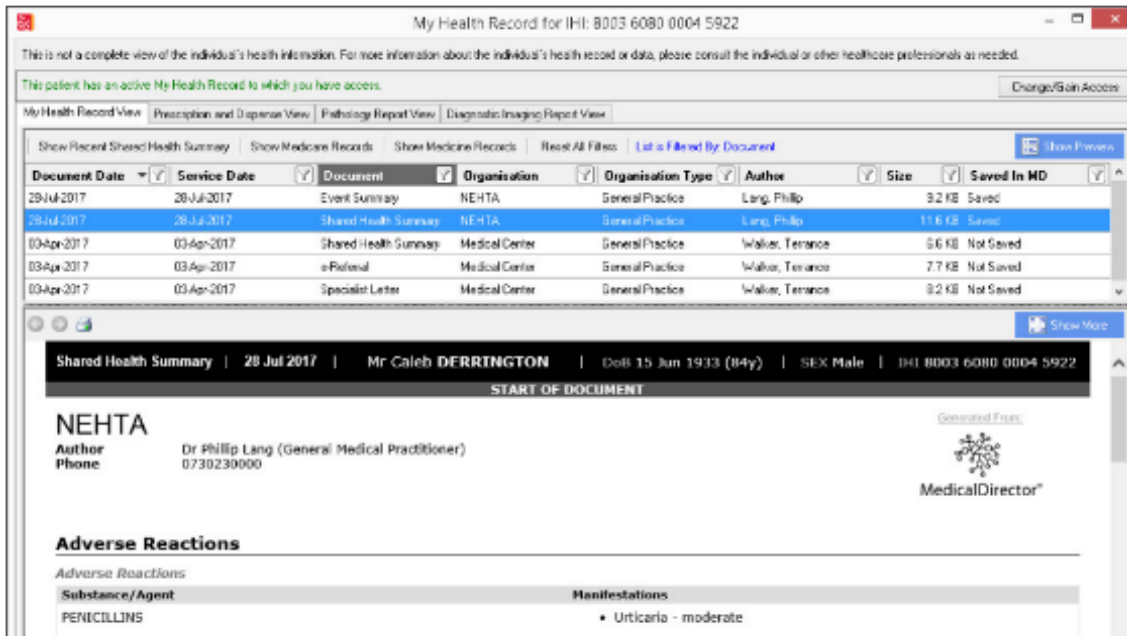 My Health Record for IHI: 8003 6080 0004 5922
This is not a complete view of the individual's health information. For more information about the individual's health record or data, please consult the individual or other healthcare professionals as needed.
This patient has an active My Health Record to which you have access.
Change/Gain Access
My Health Record View Prescription and Dispense View Pathology Report View Diagnostic Imaging Report View
Show Recent Shared Health Summary Show Medicare Records Show Medicine Records Reset All Filters List is Filtered By: Document Show Preview
Document Date Service Date Document Organisation Organisation Type Author Size Saved In MD
28-Jul-2017 28-Jul-2017 Event Summary NEHTA General Practice Lang, Phillip 9.2 KB Saved
28-Jul-2017 28-Jul-2017 Shared Health Summary NEHTA General Practice Lang, Phillip 11.6 KB Saved
03-Apr-2017 03-Apr-2017 Shared Health Summary Medical Center General Practice Walker, Terrance 6.6 KB Not Saved
03-Apr-2017 03-Apr-2017 e-Referral Medical Center General Practice Walker, Terrance 7.7 KB Not Saved
03-Apr-2017 03-Apr-2017 Specialist Letter Medical Center General Practice Walker, Terrance 8.2 KB Not Saved
Show More
Shared Health Summary | 28 Jul 2017 | Mr Caleb DERRINGTON | DoB 15 Jun 1933 (84y) | SEX Male | IHI 8003 6080 0004 5922
START OF DOCUMENT
NEHTA
Generated From:
Author Dr Phillip Lang (General Medical Practitioner)
Phone 0730230000
MedicalDirector®
Adverse Reactions
Adverse Reactions
Substance/Agent Manifestations
PENICILLINS • Urticaria - moderate